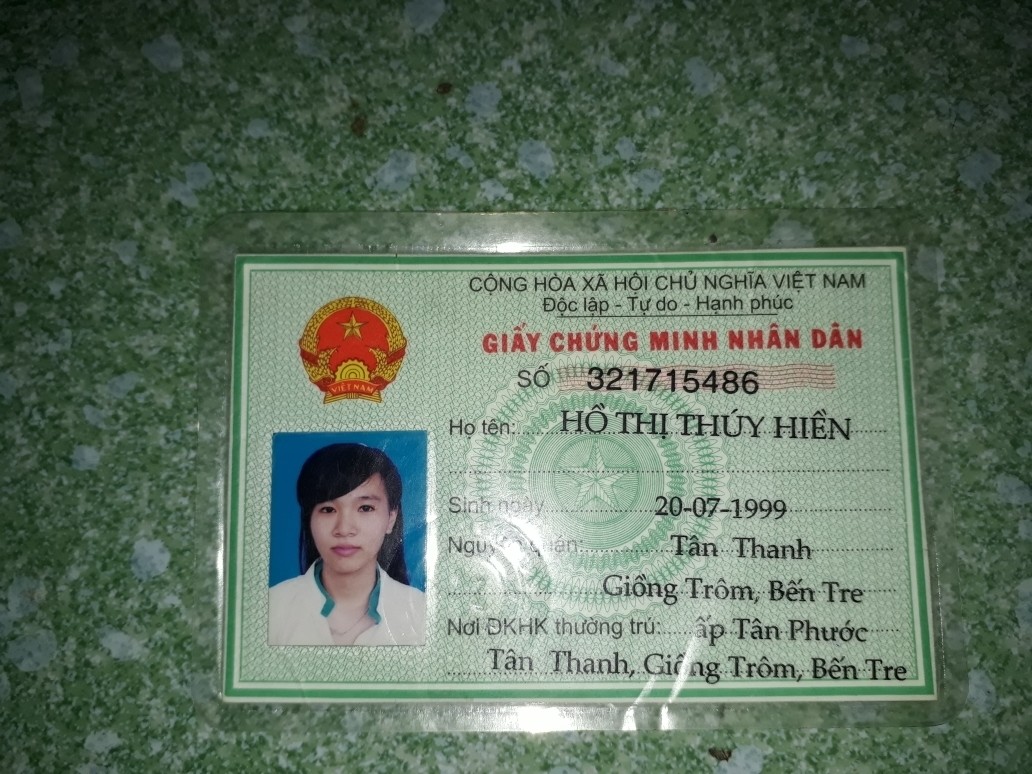 CỘNG HÒA XÃ HỘI CHỦ NGHĨA VIỆT NAM
Độc lập - Tự do - Hạnh phúc
GIẤY CHỨNG MINH NHÂN DÂN
SỐ 321715486
Họ tên: HỒ THỊ THÚY HIỀN
Sinh ngày 20-07-1999
Nguyên quán: Tân Thanh
Giồng Trôm, Bến Tre
Nơi ĐKHK thường trú: ấp Tân Phước
Tân Thanh, Giồng Trôm, Bến Tre
VIỆT NAM